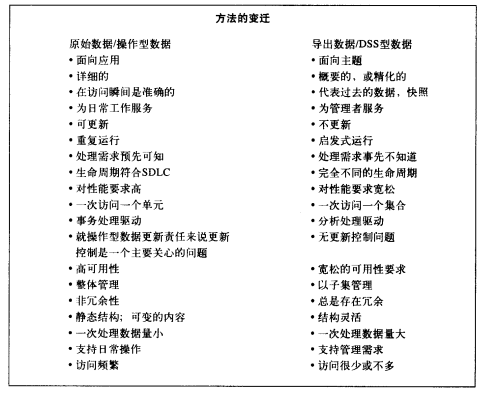 方法的变迁
原始数据/操作型数据
• 面向应用
• 详细的
• 在访问瞬间是准确的
• 为日常工作服务
• 可更新
• 重复运行
• 处理需求预先可知
• 生命周期符合SDLC
• 对性能要求高
• 一次访问一个单元
• 事务处理驱动
• 就操作型数据更新责任来说更新
控制是一个主要关心的问题
• 高可用性
• 整体管理
• 非冗余性
• 静态结构；可变的内容
• 一次处理数据量小
• 支持日常操作
• 访问频繁
导出数据/DSS型数据
• 面向主题
• 概要的，或精化的
• 代表过去的数据，快照
• 为管理者服务
• 不更新
• 启发式运行
• 处理需求事先不知道
• 完全不同的生命周期
• 对性能要求宽松
• 一次访问一个集合
• 分析处理驱动
• 无更新控制问题
• 宽松的可用性要求
• 以子集管理
• 总是存在冗余
• 结构灵活
• 一次处理数据量大
• 支持管理需求
• 访问很少或不多